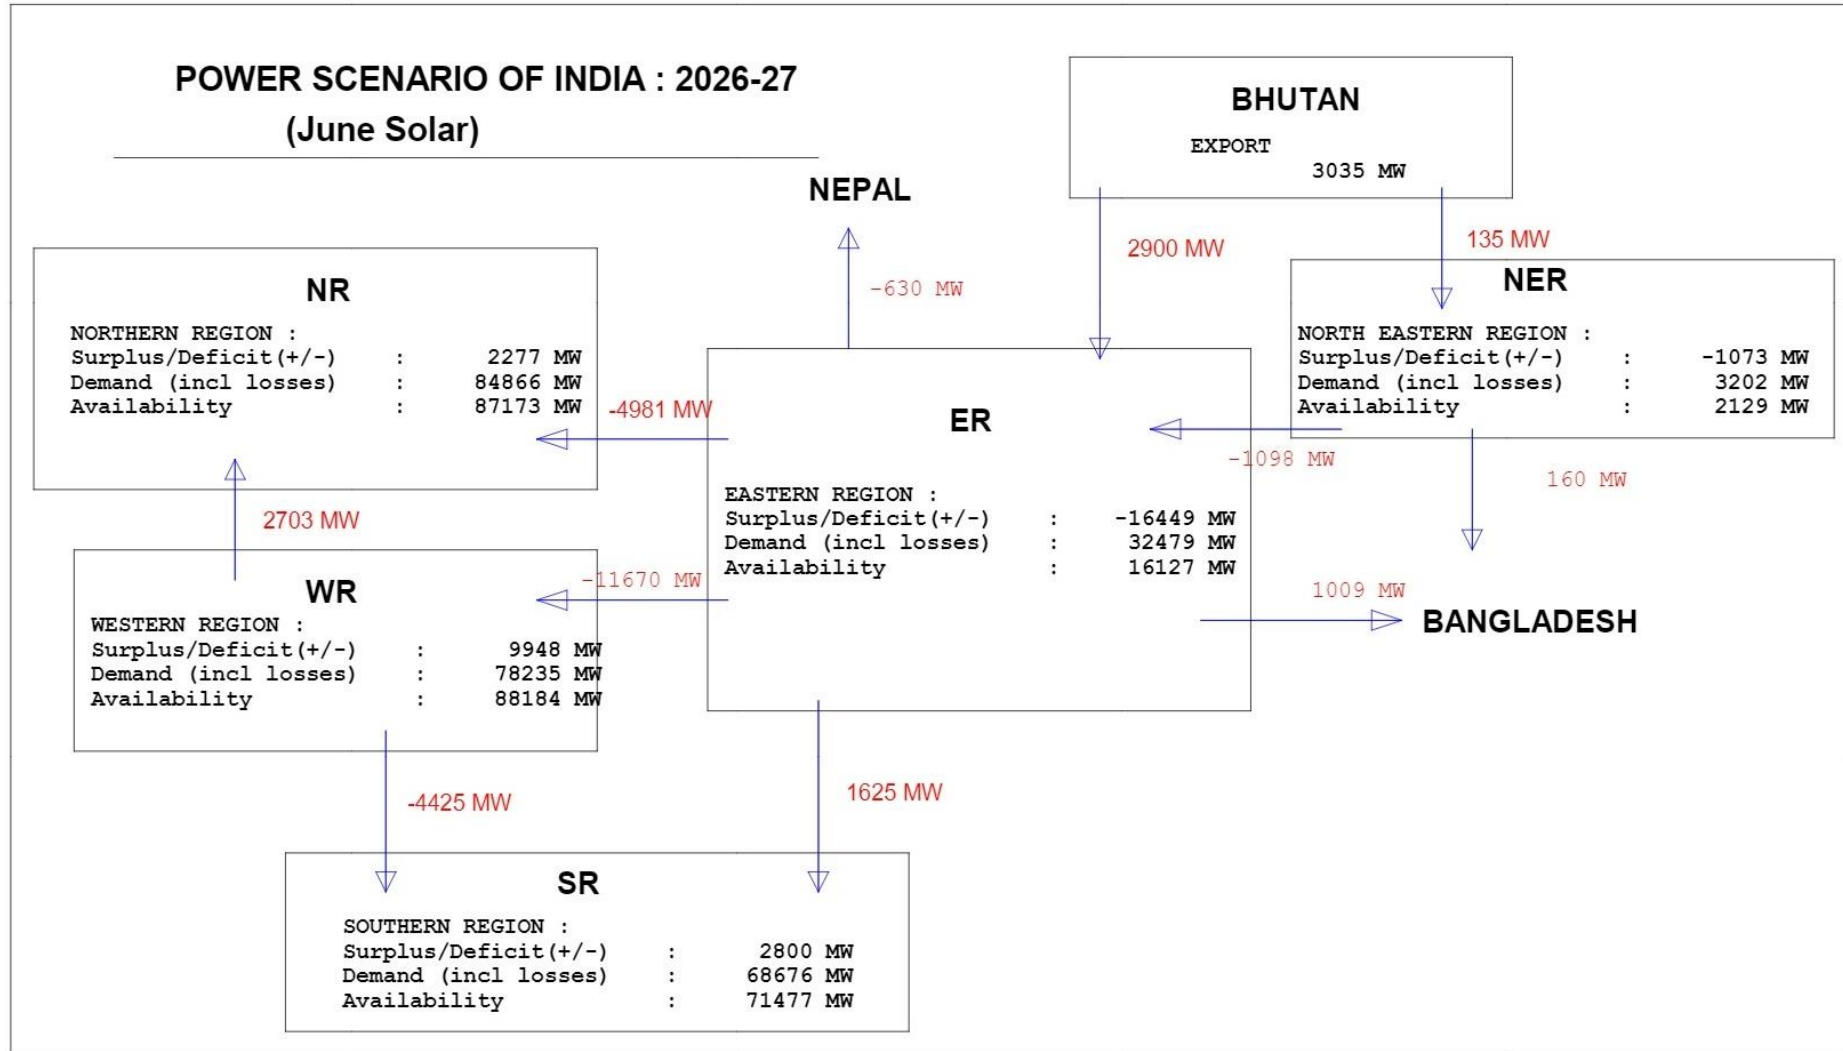 POWER SCENARIO OF INDIA : 2026-27
(June Solar)
BHUTAN
EXPORT
3035 MW
NEPAL
-630 MW
2900 MW
135 MW
NR
NORTHERN REGION :
Surplus/Deficit(+/-) : 2277 MW
Demand (incl losses) : 84866 MW
Availability : 87173 MW
-4981 MW
NER
NORTH EASTERN REGION :
Surplus/Deficit(+/-) : -1073 MW
Demand (incl losses) : 3202 MW
Availability : 2129 MW
-1098 MW
160 MW
ER
EASTERN REGION :
Surplus/Deficit(+/-) : -16449 MW
Demand (incl losses) : 32479 MW
Availability : 16127 MW
2703 MW
-11670 MW
WR
WESTERN REGION :
Surplus/Deficit(+/-) : 9948 MW
Demand (incl losses) : 78235 MW
Availability : 88184 MW
1009 MW
BANGLADESH
-4425 MW
1625 MW
SR
SOUTHERN REGION :
Surplus/Deficit(+/-) : 2800 MW
Demand (incl losses) : 68676 MW
Availability : 71477 MW